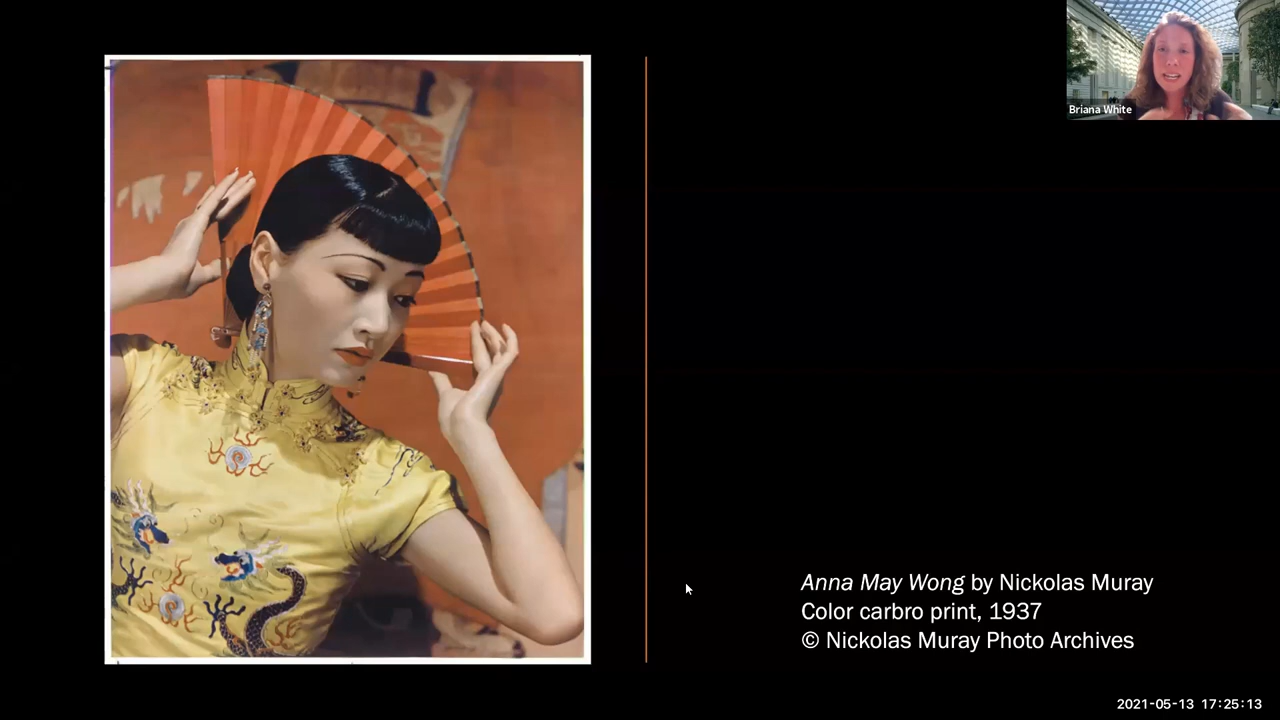 Briana White
Anna May Wong by Nickolas Muray
Color carbro print, 1937
© Nickolas Muray Photo Archives
2021-05-13 17:25:13